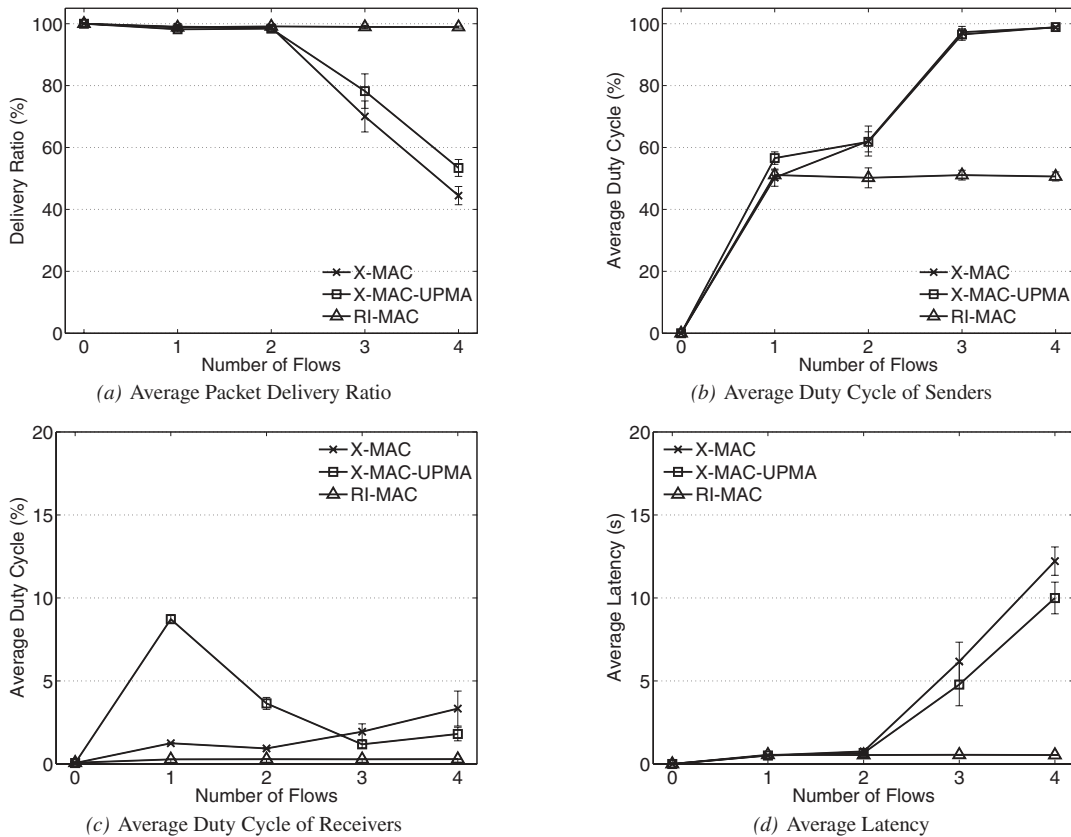 100
80
60
40
20
0
Delivery Ratio (%)
X-MAC
X-MAC-UPMA
RI-MAC
0 1 2 3 4
Number of Flows
(a) Average Packet Delivery Ratio
100
80
60
40
20
0
Average Duty Cycle (%)
X-MAC
X-MAC-UPMA
RI-MAC
0 1 2 3 4
Number of Flows
(b) Average Duty Cycle of Senders
20
15
10
5
0
Average Duty Cycle (%)
X-MAC
X-MAC-UPMA
RI-MAC
0 1 2 3 4
Number of Flows
(c) Average Duty Cycle of Receivers
20
15
10
5
0
Average Latency (s)
X-MAC
X-MAC-UPMA
RI-MAC
0 1 2 3 4
Number of Flows
(d) Average Latency